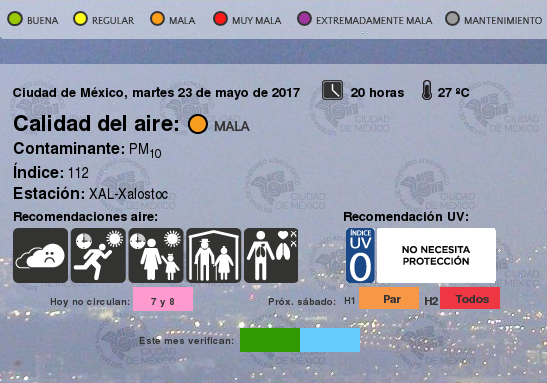 BUENA REGULAR MALA MUY MALA EXTREMADAMENTE MALA MANTENIMIENTO
Ciudad de México, martes 23 de mayo de 2017 20 horas 27 ºC
Calidad del aire: MALA
Contaminante: PM10
Índice: 112
Estación: XAL-Xalostoc
Recomendaciones aire: Recomendación UV:
ÍNDICE
UV
0
NO NECESITA
PROTECCIÓN
Hoy no circulan: 7 y 8 Próx. sábado: H1 Par H2 Todos
Este mes verifican:
CIUDAD
DE MÉXICO